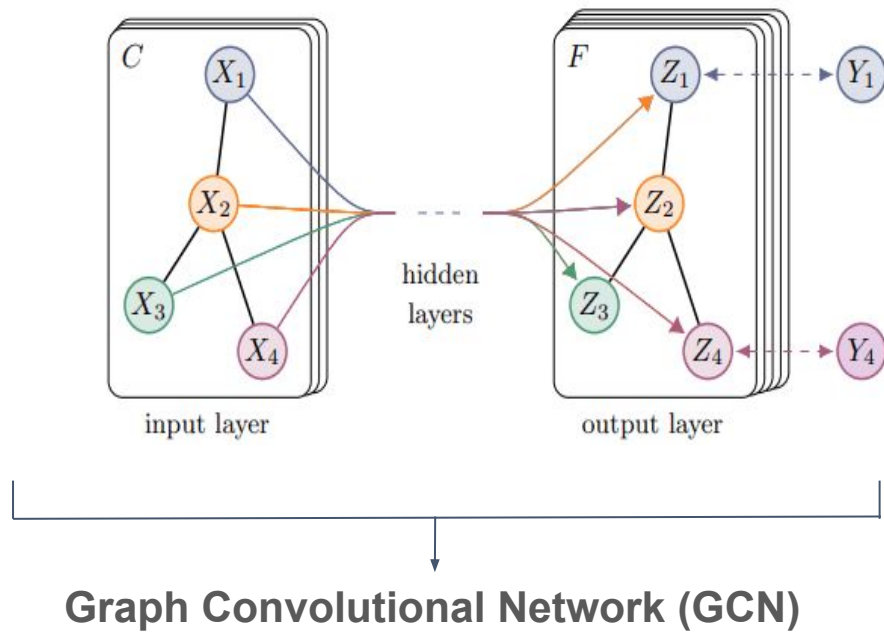 C
X₁
X₂
X₃
X₄
input layer
hidden
layers
F
Z₁
Z₂
Z₃
Z₄
output layer
Y₁
Y₄
Graph Convolutional Network (GCN)